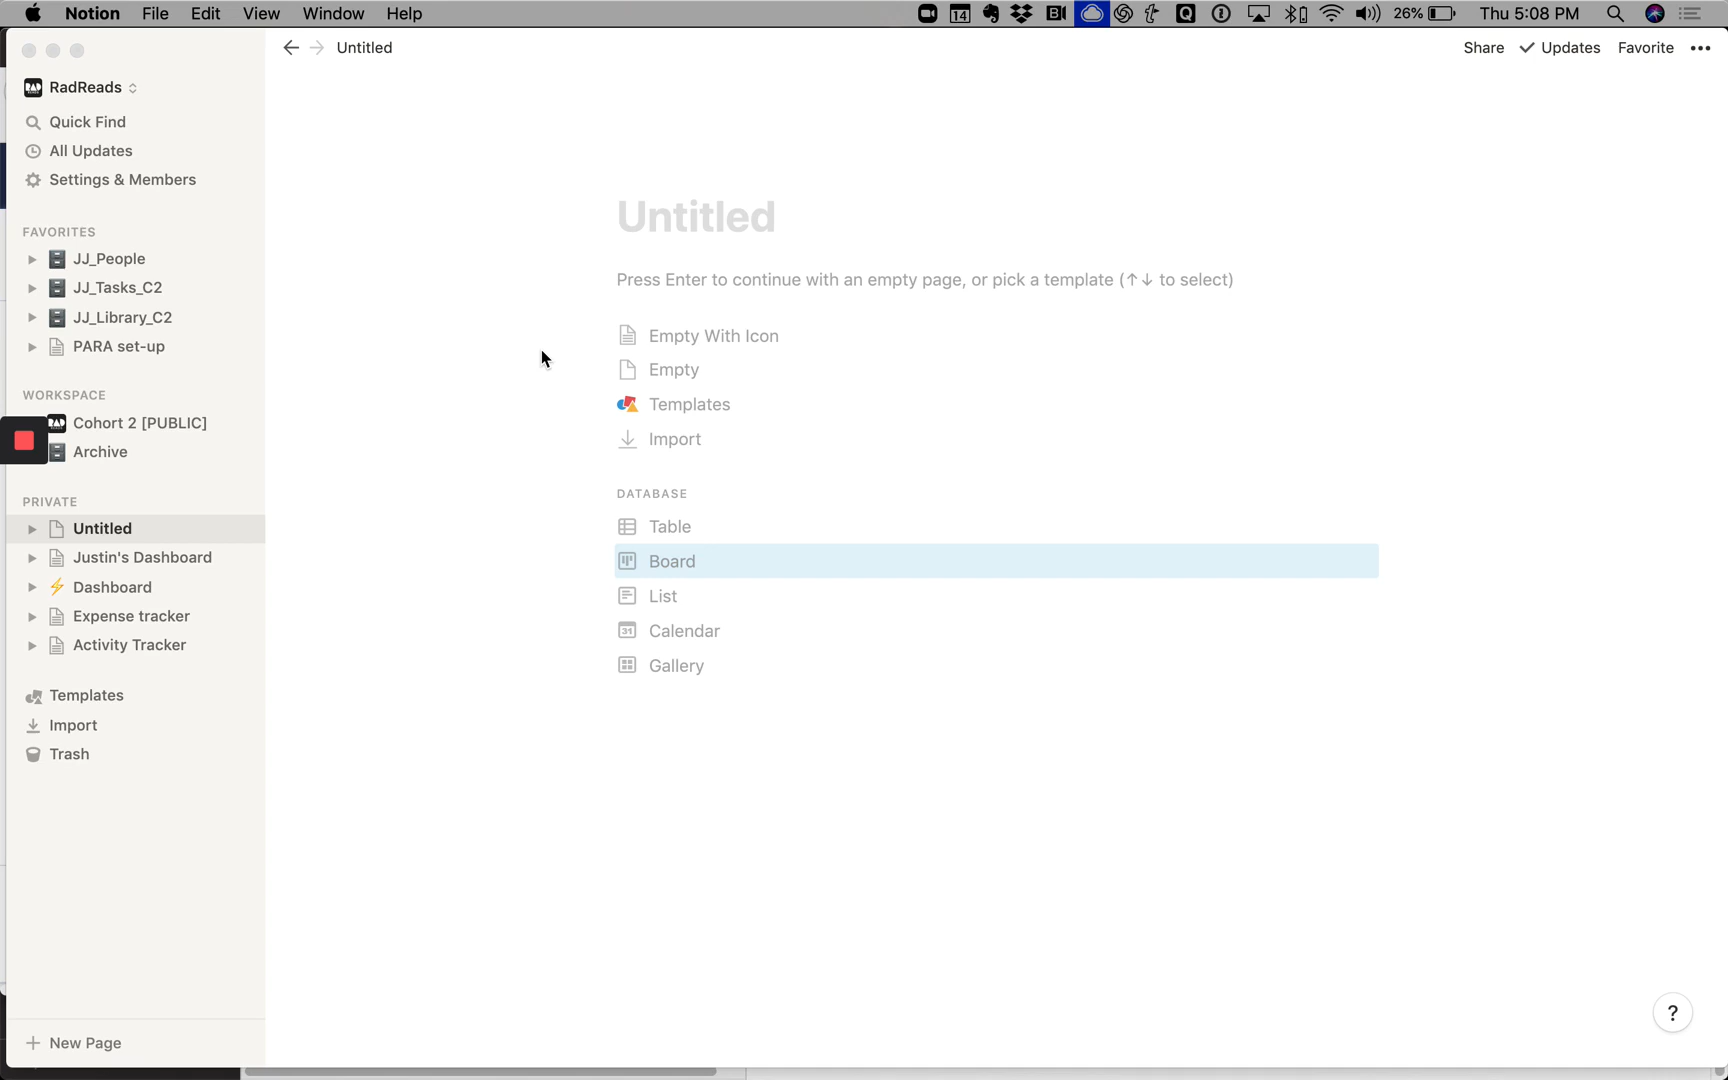 Notion File Edit View Window Help 14 26% Thu 5:08 PM
Untitled Share Updates Favorite
RadReads
Quick Find
All Updates
Settings & Members
FAVORITES
JJ_People
JJ_Tasks_C2
JJ_Library_C2
PARA set-up
WORKSPACE
Cohort 2 [PUBLIC]
Archive
PRIVATE
Untitled
Justin's Dashboard
Dashboard
Expense tracker
Activity Tracker
Templates
Import
Trash
New Page
Untitled
Press Enter to continue with an empty page, or pick a template (↑↓ to select)
Empty With Icon
Empty
Templates
Import
DATABASE
Table
Board
List
31 Calendar
Gallery
?